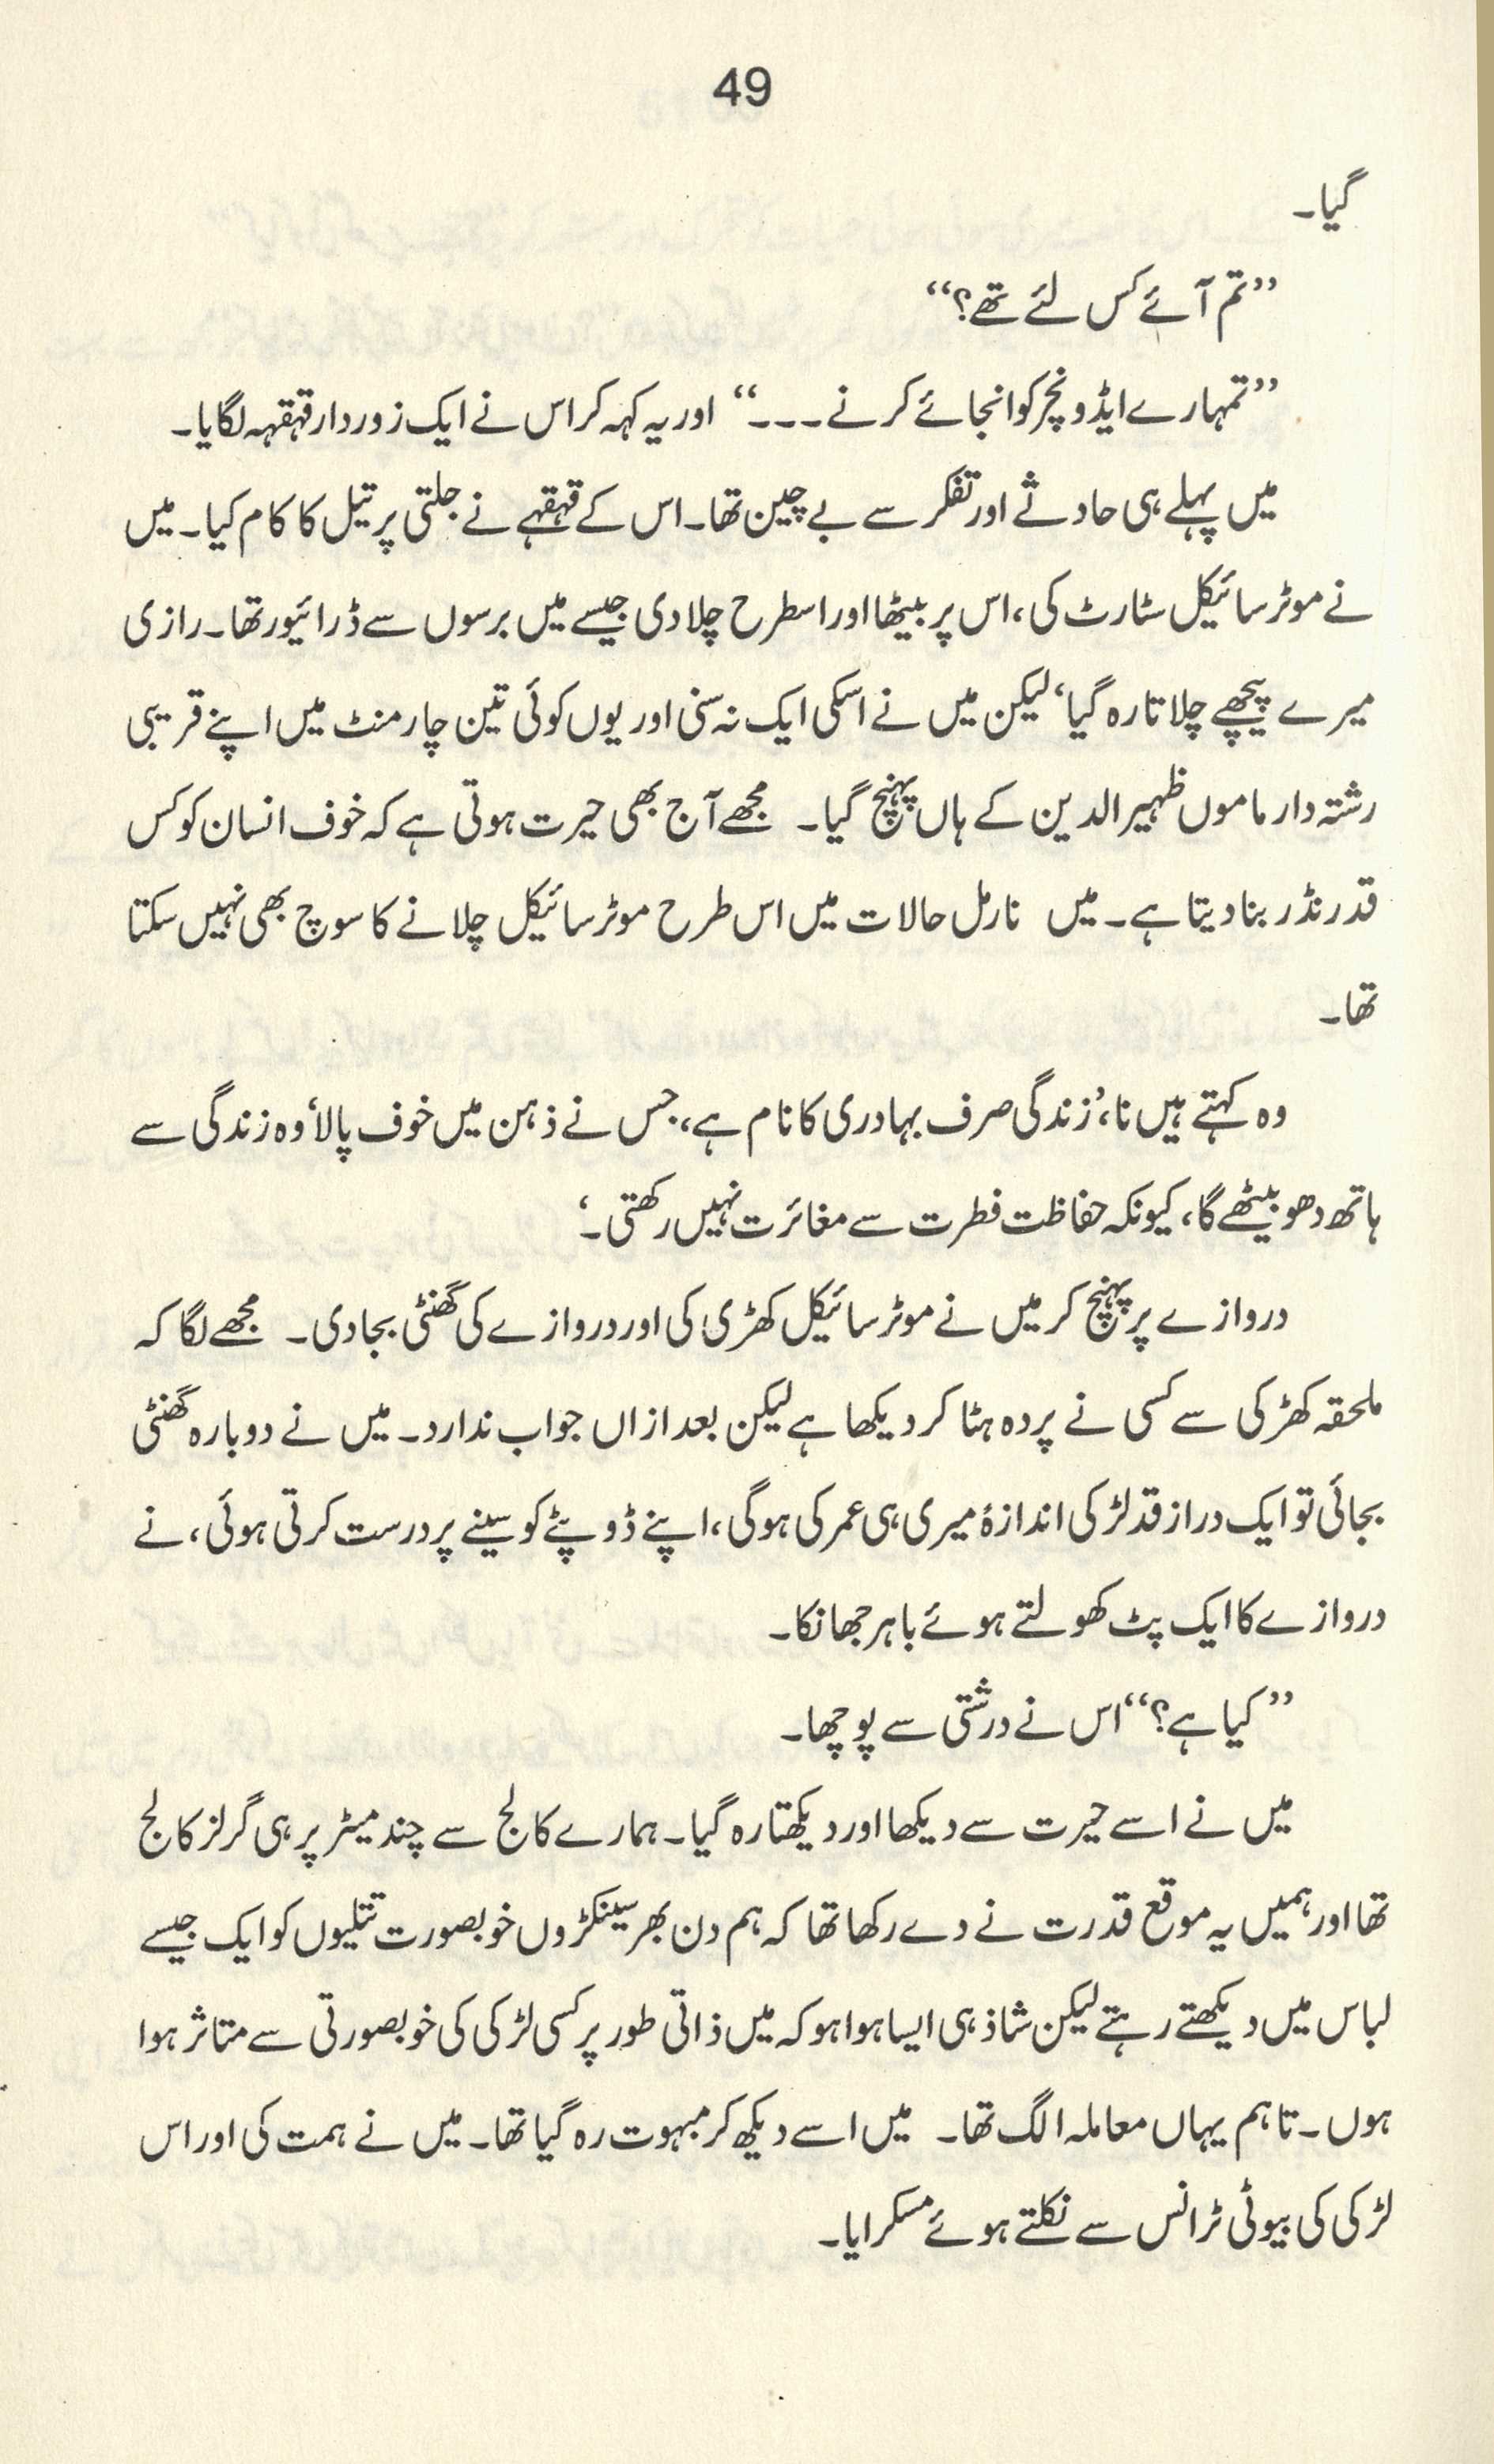 49
گیا۔
”تم آئے کس لئے تھے؟“
”تمہارے ایڈونچر کو انجائے کرنے۔۔۔“ اور یہ کہہ کر اس نے ایک زوردار قہقہہ لگایا۔
میں پہلے ہی حادثے اور تفکر سے بے چین تھا۔ اس کے قہقہے نے جلتی پر تیل کا کام کیا۔ میں
نے موٹر سائیکل سٹارٹ کی، اس پر بیٹھا اور اسطرح چلا دی جیسے میں برسوں سے ڈرائیور تھا۔ رازی
میرے پیچھے چلاتا رہ گیا، لیکن میں نے اسکی ایک نہ سنی اور یوں کوئی تین چار منٹ میں اپنے قریبی
رشتہ دار ماموں ظہیر الدین کے ہاں پہنچ گیا۔ مجھے آج بھی حیرت ہوتی ہے کہ خوف انسان کو کس
قدر نڈر بنا دیتا ہے۔ میں نارمل حالات میں اس طرح موٹر سائیکل چلانے کا سوچ بھی نہیں سکتا
تھا۔
وہ کہتے ہیں نا، ’زندگی صرف بہادری کا نام ہے، جس نے ذہن میں خوف پالا، وہ زندگی سے
ہاتھ دھو بیٹھے گا، کیونکہ حفاظت فطرت سے مغائرت نہیں رکھتی۔‘
دروازے پر پہنچ کر میں نے موٹر سائیکل کھڑی کی اور دروازے کی گھنٹی بجا دی۔ مجھے لگا کہ
ملحقہ کھڑکی سے کسی نے پردہ ہٹا کر دیکھا ہے لیکن بعد ازاں جواب ندارد۔ میں نے دوبارہ گھنٹی
بجائی تو ایک دراز قد لڑکی اندازۂ میری ہی عمر کی ہوگی، اپنے ڈوپٹے کو سینے پر درست کرتی ہوئی، نے
دروازے کا ایک پٹ کھولتے ہوئے باہر جھانکا۔
”کیا ہے؟“ اس نے درشتی سے پوچھا۔
میں نے اسے حیرت سے دیکھا اور دیکھتا رہ گیا۔ ہمارے کالج سے چند میٹر پر ہی گرلز کالج
تھا اور ہمیں یہ موقع قدرت نے دے رکھا تھا کہ ہم دن بھر سینکڑوں خوبصورت تتلیوں کو ایک جیسے
لباس میں دیکھتے رہتے لیکن شاذ ہی ایسا ہوا ہو کہ میں ذاتی طور پر کسی لڑکی کی خوبصورتی سے متاثر ہوا
ہوں۔ تاہم یہاں معاملہ الگ تھا۔ میں اسے دیکھ کر مبہوت رہ گیا تھا۔ میں نے ہمت کی اور اس
لڑکی کی بیوٹی ٹرانس سے نکلتے ہوئے مسکرایا۔